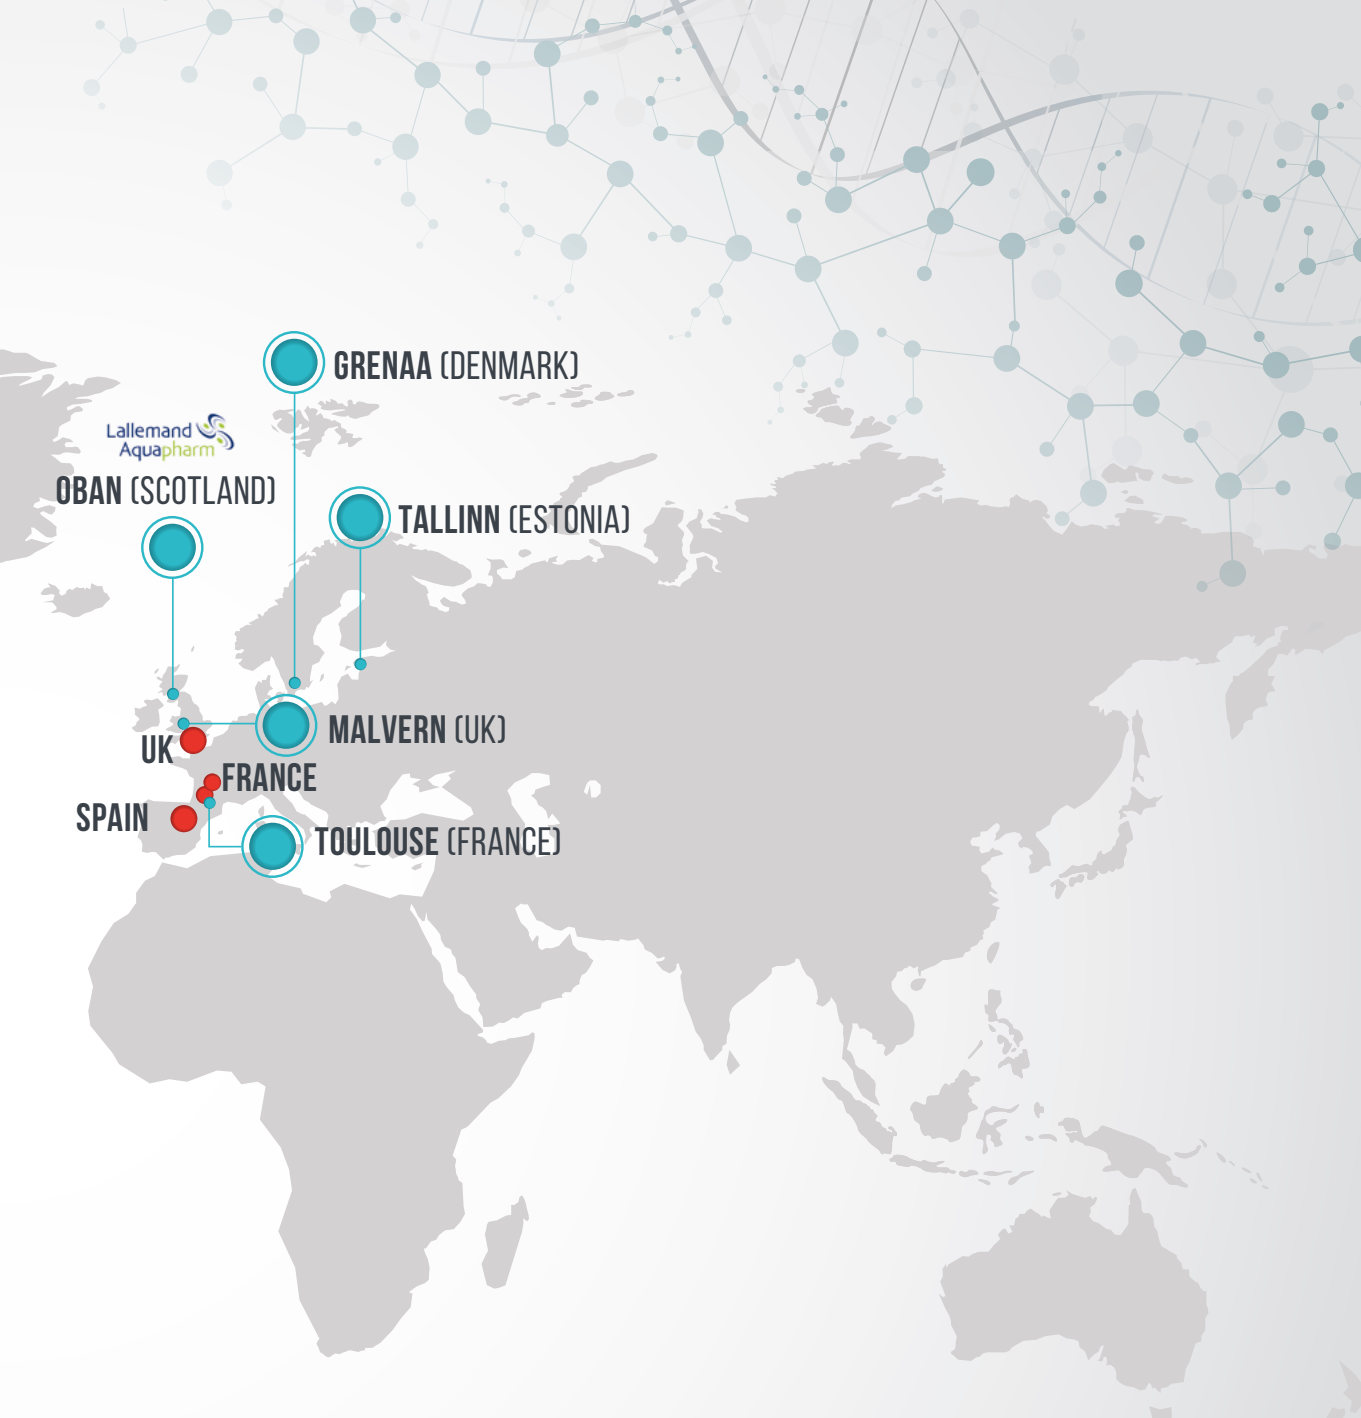 GRENAA (DENMARK)
Lallemand
Aquapharm
OBAN (SCOTLAND)
TALLINN (ESTONIA)
MALVERN (UK)
UK
FRANCE
SPAIN
TOULOUSE (FRANCE)